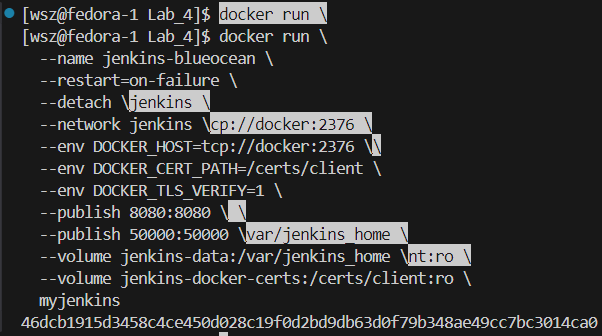 [wsz@fedora-1 Lab_4]$ docker run \
[wsz@fedora-1 Lab_4]$ docker run \
--name jenkins-blueocean \
--restart=on-failure \
--detach \jenkins \
--network jenkins \cp://docker:2376 \
--env DOCKER_HOST=tcp://docker:2376 \\
--env DOCKER_CERT_PATH=/certs/client \
--env DOCKER_TLS_VERIFY=1 \
--publish 8080:8080 \ \
--publish 50000:50000 \var/jenkins_home \
--volume jenkins-data:/var/jenkins_home \nt:ro \
--volume jenkins-docker-certs:/certs/client:ro \
myjenkins
46dcb1915d3458c4ce450d028c19f0d2bd9db63d0f79b348ae49cc7bc3014ca0